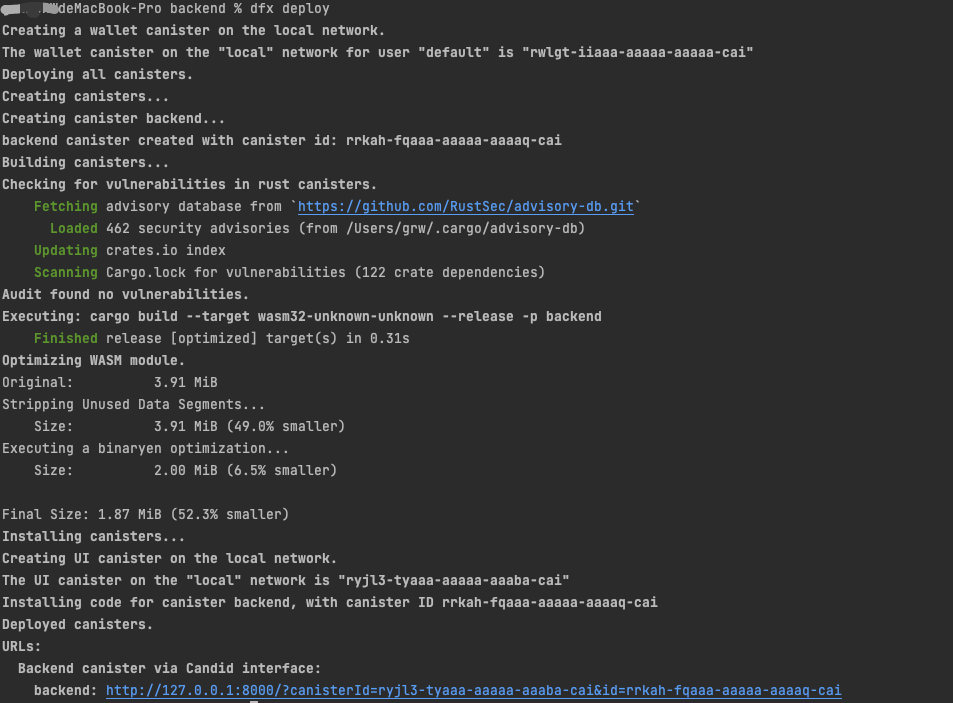 deMacBook-Pro backend % dfx deploy
Creating a wallet canister on the local network.
The wallet canister on the "local" network for user "default" is "rwlgt-iiaaa-aaaaa-aaaaa-cai"
Deploying all canisters.
Creating canisters...
Creating canister backend...
backend canister created with canister id: rrkah-fqaaa-aaaaa-aaaaq-cai
Building canisters...
Checking for vulnerabilities in rust canisters.
    Fetching advisory database from `https://github.com/RustSec/advisory-db.git`
      Loaded 462 security advisories (from /Users/grw/.cargo/advisory-db)
    Updating crates.io index
    Scanning Cargo.lock for vulnerabilities (122 crate dependencies)
Audit found no vulnerabilities.
Executing: cargo build --target wasm32-unknown-unknown --release -p backend
    Finished release [optimized] target(s) in 0.31s
Optimizing WASM module.
Original:          3.91 MiB
Stripping Unused Data Segments...
    Size:          3.91 MiB (49.0% smaller)
Executing a binaryen optimization...
    Size:          2.00 MiB (6.5% smaller)

Final Size: 1.87 MiB (52.3% smaller)
Installing canisters...
Creating UI canister on the local network.
The UI canister on the "local" network is "ryjl3-tyaaa-aaaaa-aaaba-cai"
Installing code for canister backend, with canister ID rrkah-fqaaa-aaaaa-aaaaq-cai
Deployed canisters.
URLs:
  Backend canister via Candid interface:
    backend: http://127.0.0.1:8000/?canisterId=ryjl3-tyaaa-aaaaa-aaaba-cai&id=rrkah-fqaaa-aaaaa-aaaaq-cai